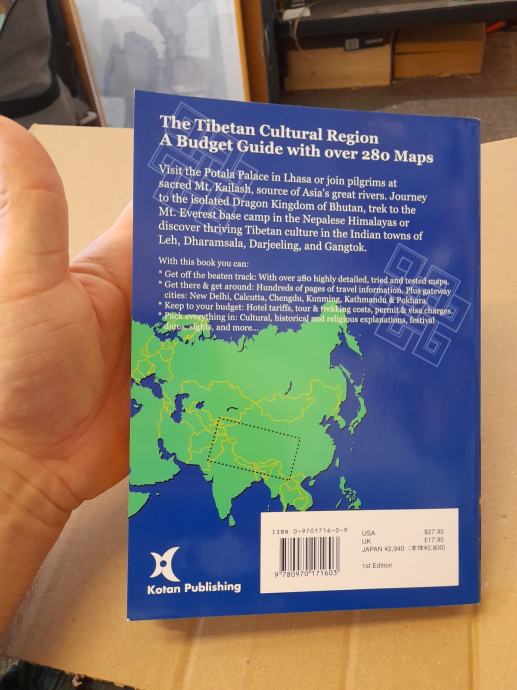 The Tibetan Cultural Region
A Budget Guide with over 280 Maps
Visit the Potala Palace in Lhasa or join pilgrims at
sacred Mt. Kailash, source of Asia's great rivers. Journey
to the isolated Dragon Kingdom of Bhutan, trek to the
Mt. Everest base camp in the Nepalese Himalayas or
discover thriving Tibetan culture in the Indian towns of
Leh, Dharamsala, Darjeeling, and Gangtok.
With this book you can:
* Get off the beaten track: With over 280 highly detailed, tried and tested maps.
* Get there & get around: Hundreds of pages of travel information. Plus gateway
cities: New Delhi, Calcutta, Chengdu, Kunming, Kathmandu & Pokhara.
* Keep to your budget: Hotel tariffs, tour & trekking costs, permit & visa charges.
* Pack everything in: Cultural, historical and religious explanations, festival
dates, sights, and more...
ISBN 0-9701716-0-9
9 780970 171603
USA $27.95
UK £17.95
JAPAN ¥2,940 (本体¥2,800)
1st Edition
Kotan Publishing